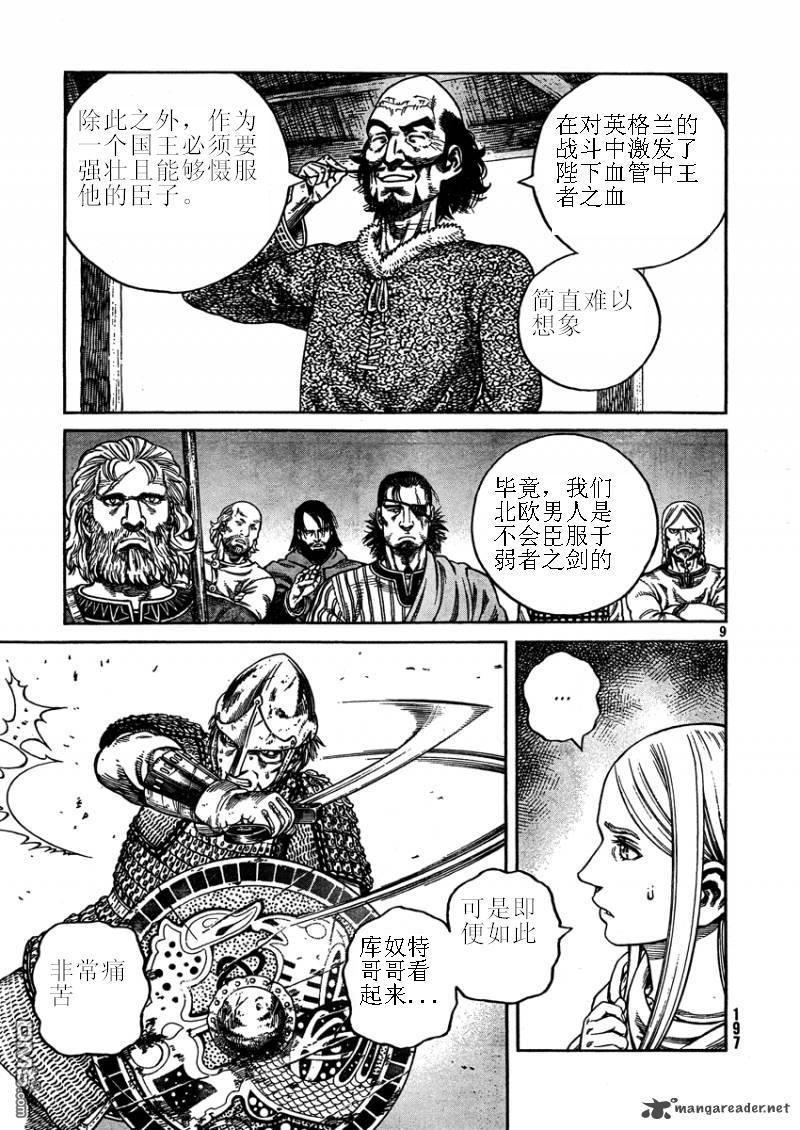 在对英格兰的
战斗中激发了
陛下血管中王
者之血
简直难以
想象
除此之外，作为
一个国王必须要
强壮且能够慑服
他的臣子。
毕竟，我们
北欧男人是
不会臣服于
弱者之剑的
9
...
可是即
便如此
库奴特
哥哥看
起来...
非常痛
苦
197
mangareader.net